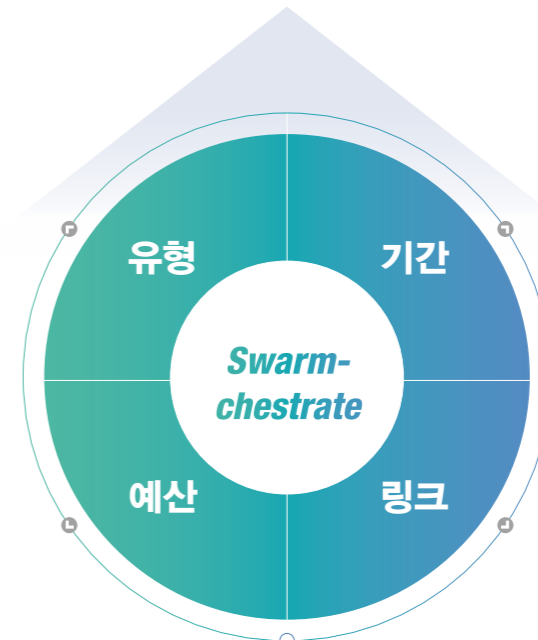 유형
기간
Swarm-
chestrate
예산
링크